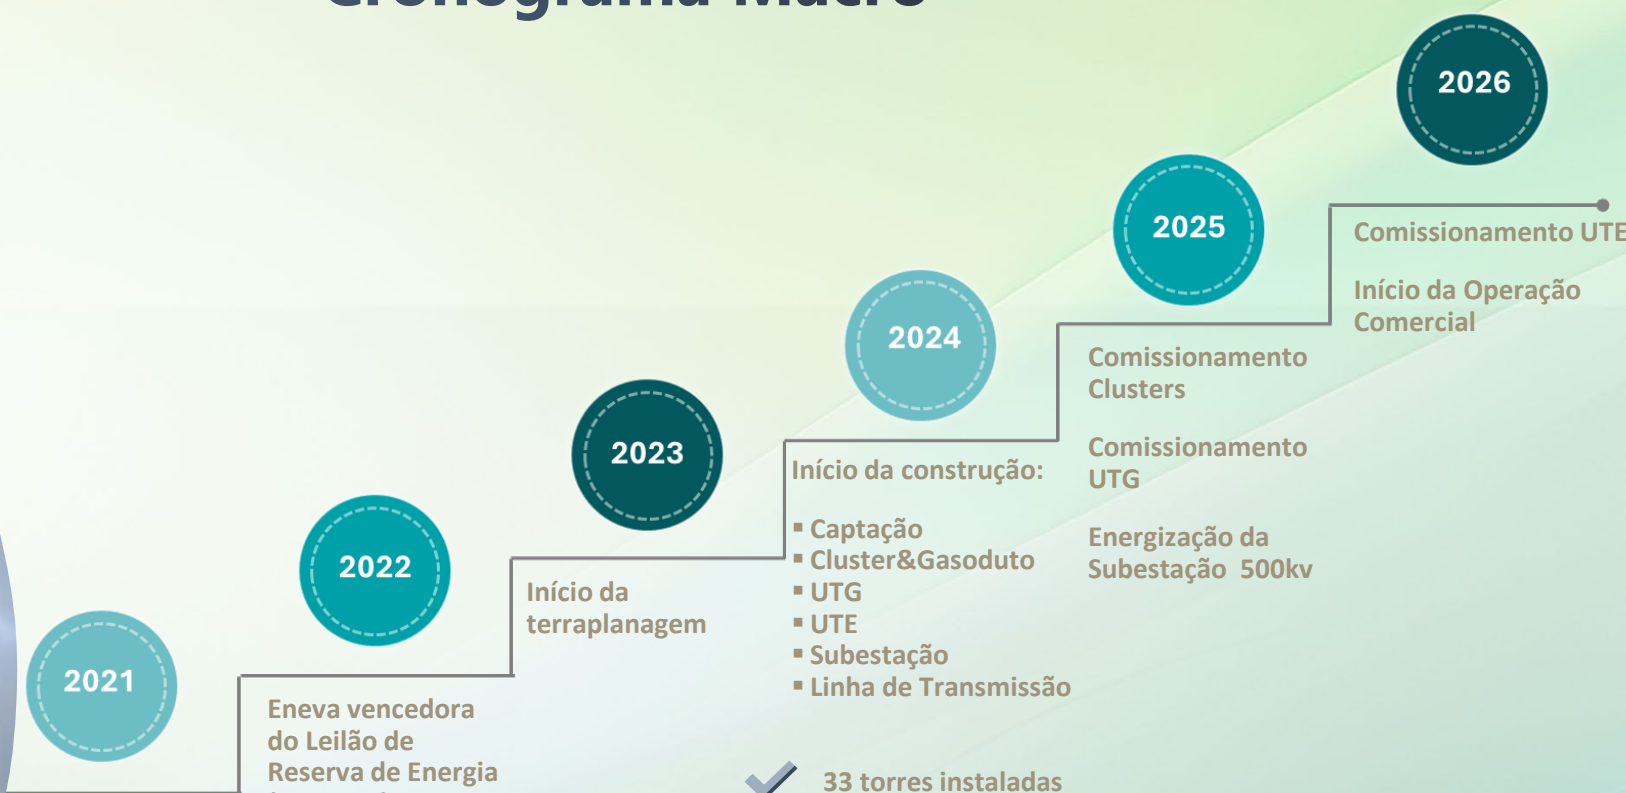 Cronograma Macro
2021
2022
Eneva vencedora
do Leilão de
Reserva de Energia
2023
Início da
terraplanagem
2024
Início da construção:
▪ Captação
▪ Cluster&Gasoduto
▪ UTG
▪ UTE
▪ Subestação
▪ Linha de Transmissão
33 torres instaladas
2025
Comissionamento
Clusters
Comissionamento
UTG
Energização da
Subestação 500kv
2026
Comissionamento UTE
Início da Operação
Comercial